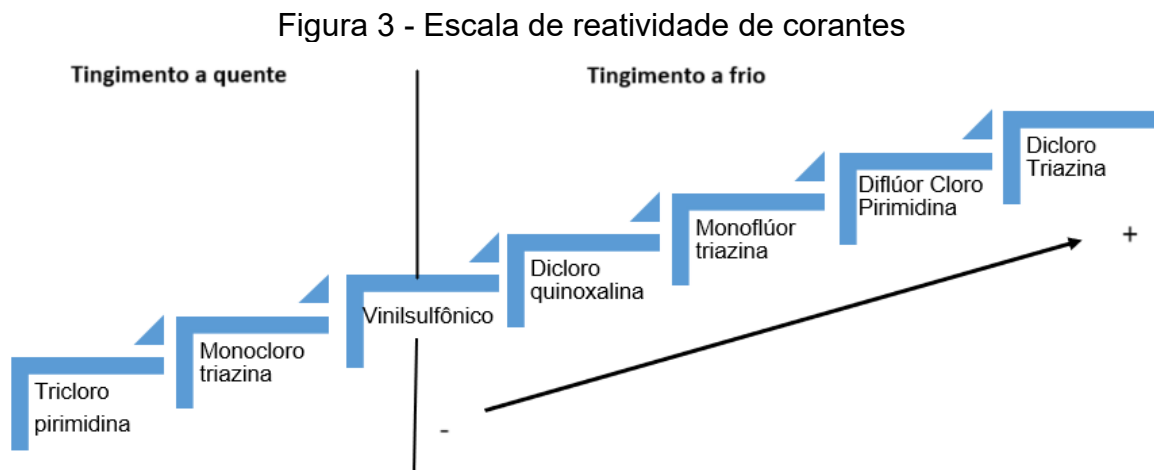 Figura 3 - Escala de reatividade de corantes
Tingimento a quente
Tingimento a frio
Tricloro
pirimidina
Monocloro
triazina
Vinilsulfônico
Dicloro
quinoxalina
Monoflúor
triazina
Diflúor Cloro
Pirimidina
Dicloro
Triazina
-
+